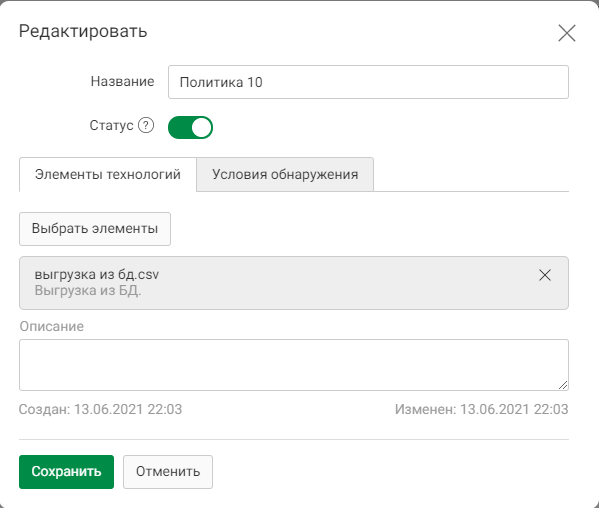 Редактировать
Название Политика 10
Статус ?
Элементы технологий Условия обнаружения
Выбрать элементы
выгрузка из бд.csv
Выгрузка из БД.
Описание
Создан: 13.06.2021 22:03 Изменен: 13.06.2021 22:03
Сохранить Отменить